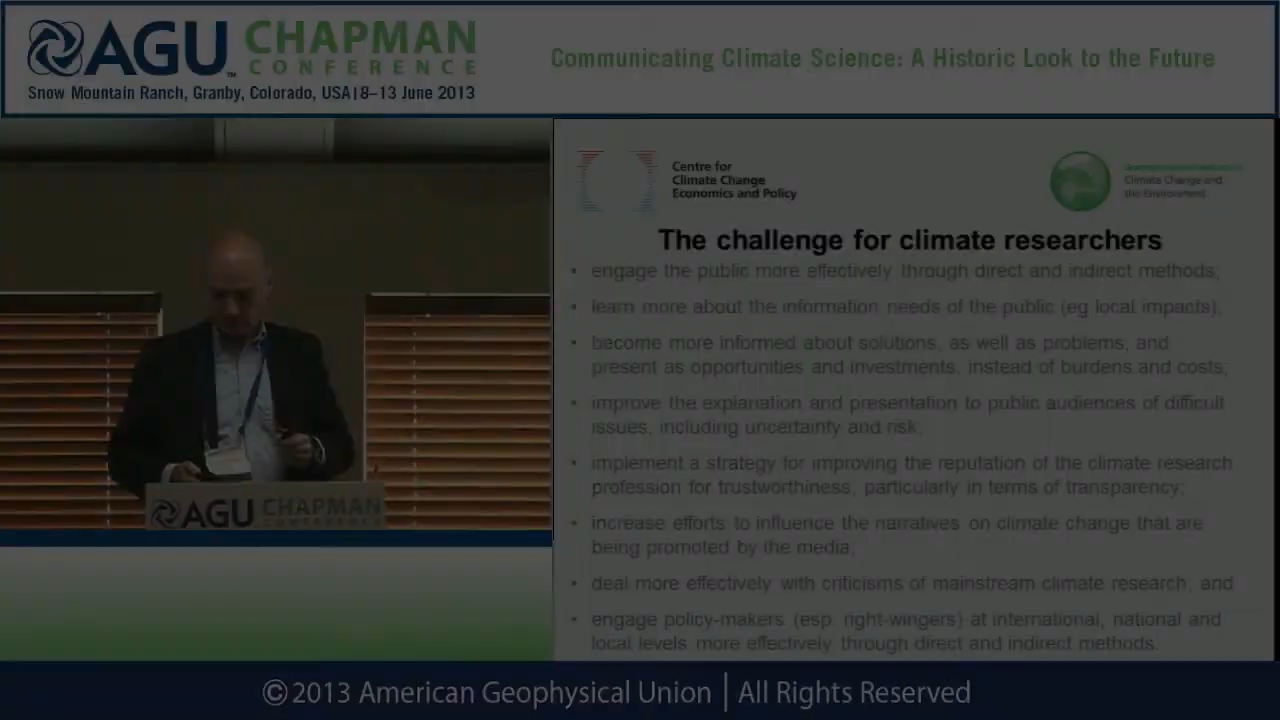 AGU™ CHAPMAN
CONFERENCE
Snow Mountain Ranch, Granby, Colorado, USA|8–13 June 2013
Communicating Climate Science: A Historic Look to the Future
Centre for
Climate Change
Economics and Policy
Climate Change and
the Environment
The challenge for climate researchers
• engage the public more effectively through direct and indirect methods;
• learn more about the information needs of the public (eg local impacts);
• become more informed about solutions, as well as problems, and
present as opportunities and investments, instead of burdens and costs;
• improve the explanation and presentation to public audiences of difficult
issues, including uncertainty and risk;
• implement a strategy for improving the reputation of the climate research
profession for trustworthiness, particularly in terms of transparency;
• increase efforts to influence the narratives on climate change that are
being promoted by the media;
• deal more effectively with criticisms of mainstream climate research; and
• engage policy-makers (esp. right-wingers) at international, national and
local levels more effectively through direct and indirect methods.
AGU CHAPMAN
CONFERENCE
©2013 American Geophysical Union | All Rights Reserved